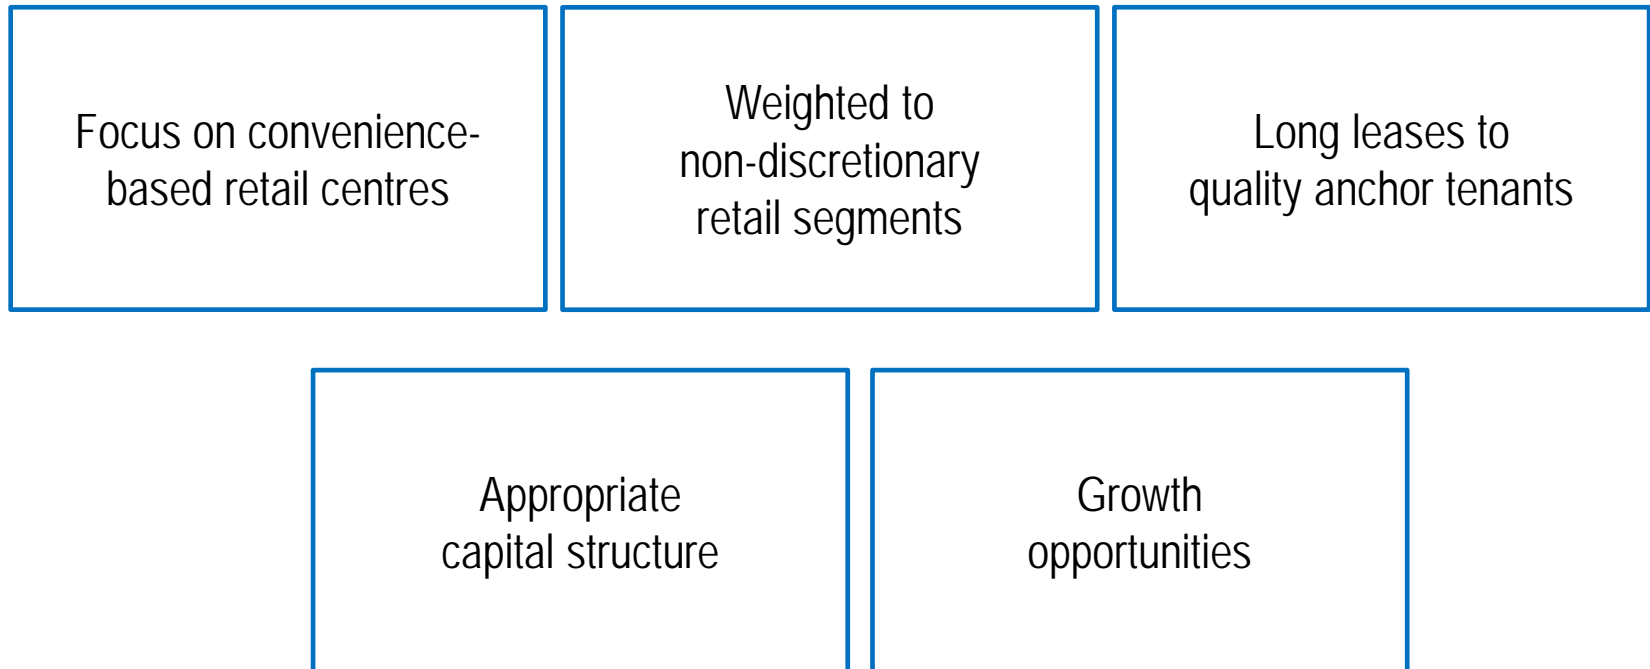 Focus on convenience-
based retail centres
Weighted to
non-discretionary
retail segments
Long leases to
quality anchor tenants
Appropriate
capital structure
Growth
opportunities